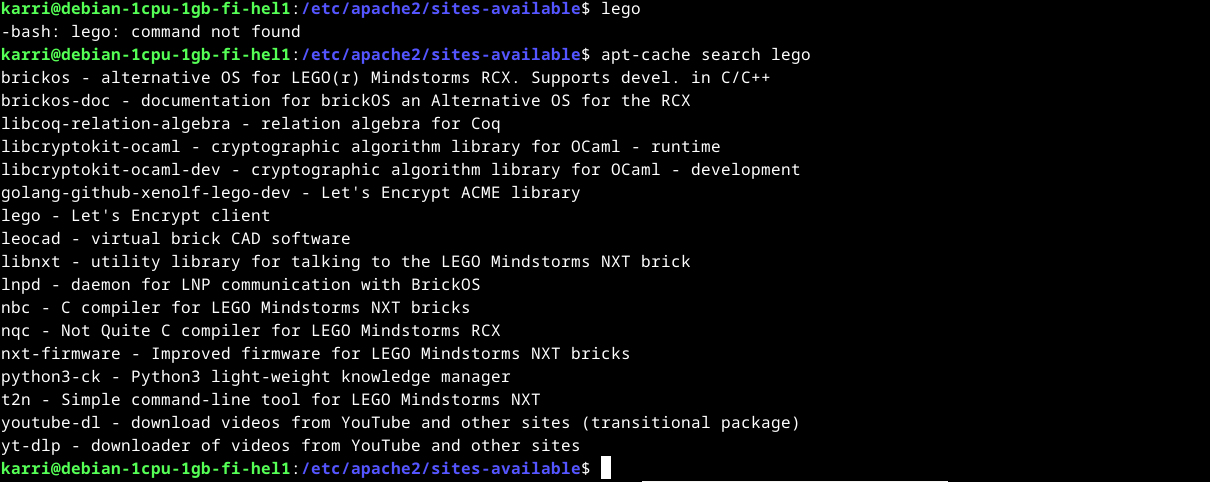 karri@debian-1cpu-1gb-fi-hel1:/etc/apache2/sites-available$ lego
-bash: lego: command not found
karri@debian-1cpu-1gb-fi-hel1:/etc/apache2/sites-available$ apt-cache search lego
brickos - alternative OS for LEGO(r) Mindstorms RCX. Supports devel. in C/C++
brickos-doc - documentation for brickOS an Alternative OS for the RCX
libcoq-relation-algebra - relation algebra for Coq
libcryptokit-ocaml - cryptographic algorithm library for OCaml - runtime
libcryptokit-ocaml-dev - cryptographic algorithm library for OCaml - development
golang-github-xenolf-lego-dev - Let's Encrypt ACME library
lego - Let's Encrypt client
leocad - virtual brick CAD software
libnxt - utility library for talking to the LEGO Mindstorms NXT brick
lnpd - daemon for LNP communication with BrickOS
nbc - C compiler for LEGO Mindstorms NXT bricks
nqc - Not Quite C compiler for LEGO Mindstorms RCX
nxt-firmware - Improved firmware for LEGO Mindstorms NXT bricks
python3-ck - Python3 light-weight knowledge manager
t2n - Simple command-line tool for LEGO Mindstorms NXT
youtube-dl - download videos from YouTube and other sites (transitional package)
yt-dlp - downloader of videos from YouTube and other sites
karri@debian-1cpu-1gb-fi-hel1:/etc/apache2/sites-available$